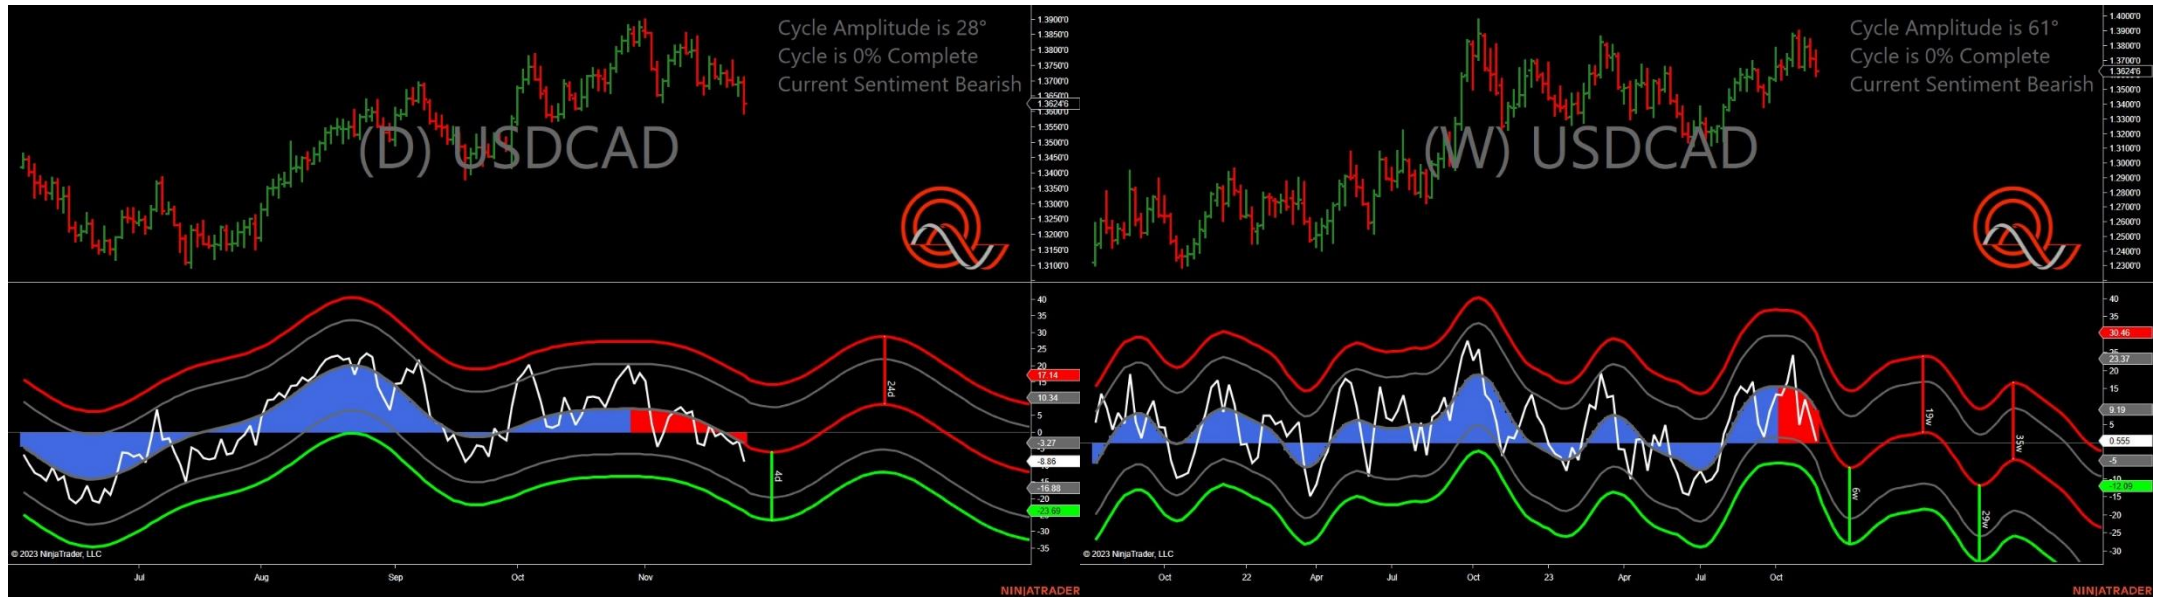 Cycle Amplitude is 28°
Cycle is 0% Complete
Current Sentiment Bearish
(D) USDCAD
1.3900'0
1.3850'0
1.3800'0
1.3750'0
1.3700'0
1.3650'0
1.3624'6
1.3550'0
1.3500'0
1.3450'0
1.3400'0
1.3350'0
1.3300'0
1.3250'0
1.3200'0
1.3150'0
1.3100'0
40
35
30
25
20
17.14
15
10.34
5
0
-3.27
-8.86
-15
-16.88
-20
-23.69
-30
-35
24d
4d
© 2023 NinjaTrader, LLC
Jul
Aug
Sep
Oct
Nov
NINJATRADER
Cycle Amplitude is 61°
Cycle is 0% Complete
Current Sentiment Bearish
(W) USDCAD
1.4000'0
1.3900'0
1.3800'0
1.3700'0
1.3624'6
1.3500'0
1.3400'0
1.3200'0
1.3100'0
1.3000'0
1.2900'0
1.2800'0
1.2700'0
1.2600'0
1.2500'0
1.2400'0
1.2300'0
40
35
30.46
23.37
20
15
9.19
5
0.555
-5
-10
-12.09
-15
-20
-25
-30
19w
35w
6w
29w
© 2023 NinjaTrader, LLC
Oct
22
Apr
Jul
Oct
23
Apr
Jul
Oct
NINJATRADER